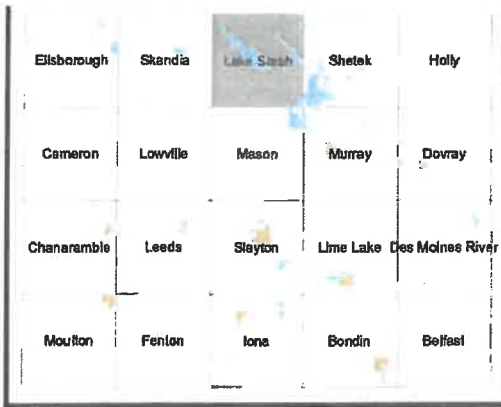 Ellsborough Skandia Lake Sarah Shetek Holly
Cameron Lowville Mason Murray Dovray
Chanarambie Leeds Slayton Lime Lake Des Moines River
Moulton Fenton Iona Bondin Belfast